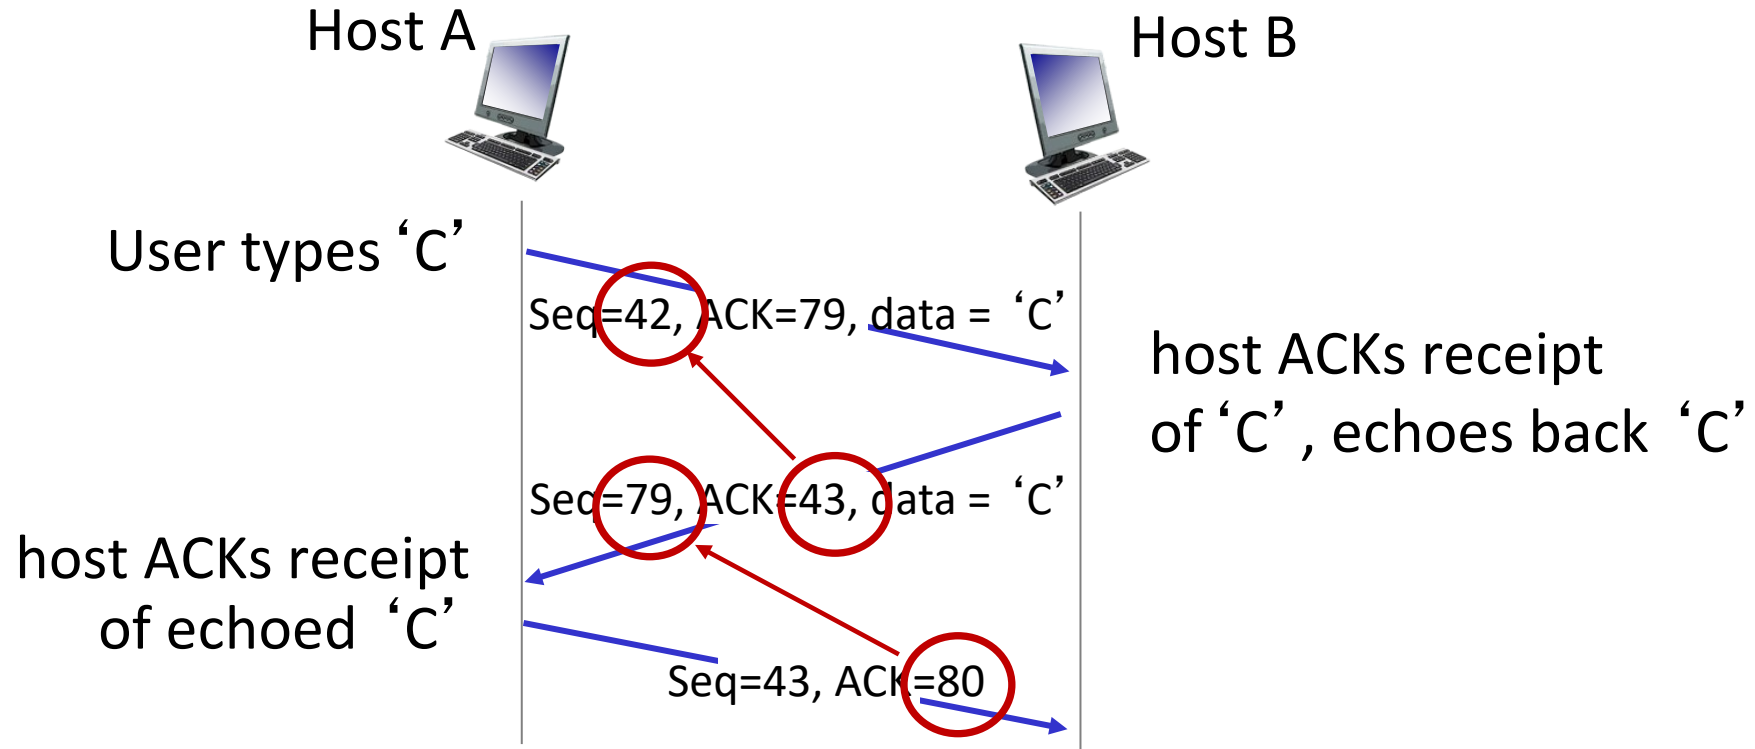 Host A
Host B
User types ‘C’
Seq=42, ACK=79, data = ‘C’
host ACKs receipt
of ‘C’, echoes back ‘C’
Seq=79, ACK=43, data = ‘C’
host ACKs receipt
of echoed ‘C’
Seq=43, ACK=80